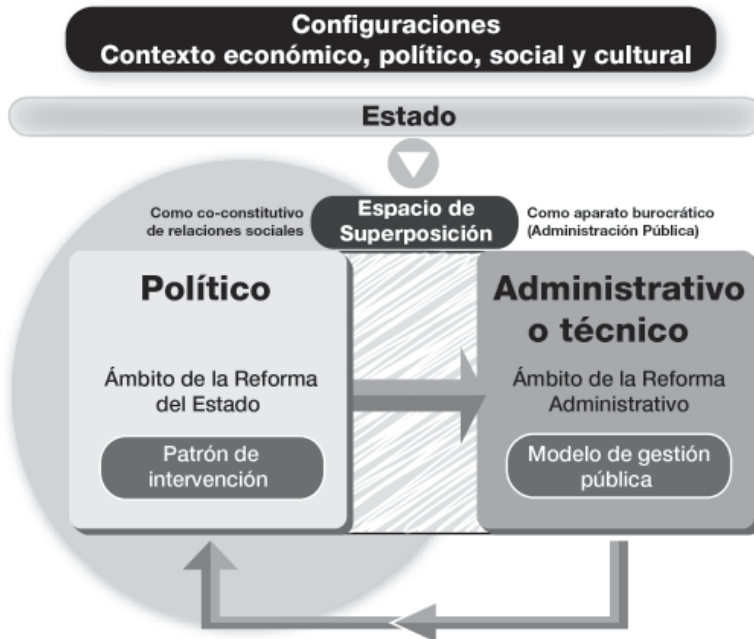 Configuraciones
Contexto económico, político, social y cultural
Estado
Como co-constitutivo
de relaciones sociales
Espacio de
Superposición
Como aparato burocrático
(Administración Pública)
Político
Ámbito de la Reforma
del Estado
Patrón de
intervención
Administrativo
o técnico
Ámbito de la Reforma
Administrativo
Modelo de gestión
pública